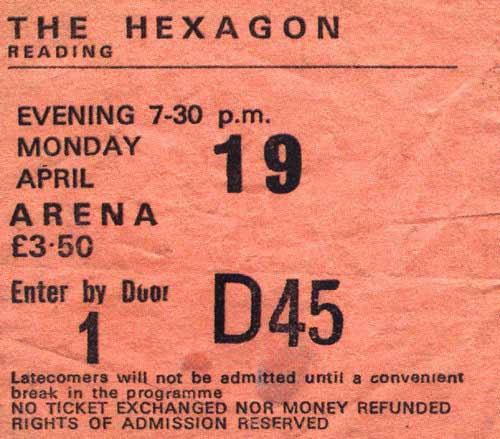 THE HEXAGON
READING
EVENING 7-30 p.m.
MONDAY 19
APRIL
ARENA
£3·50
Enter by Door
1 D45
Latecomers will not be admitted until a convenient
break in the programme
NO TICKET EXCHANGED NOR MONEY REFUNDED
RIGHTS OF ADMISSION RESERVED